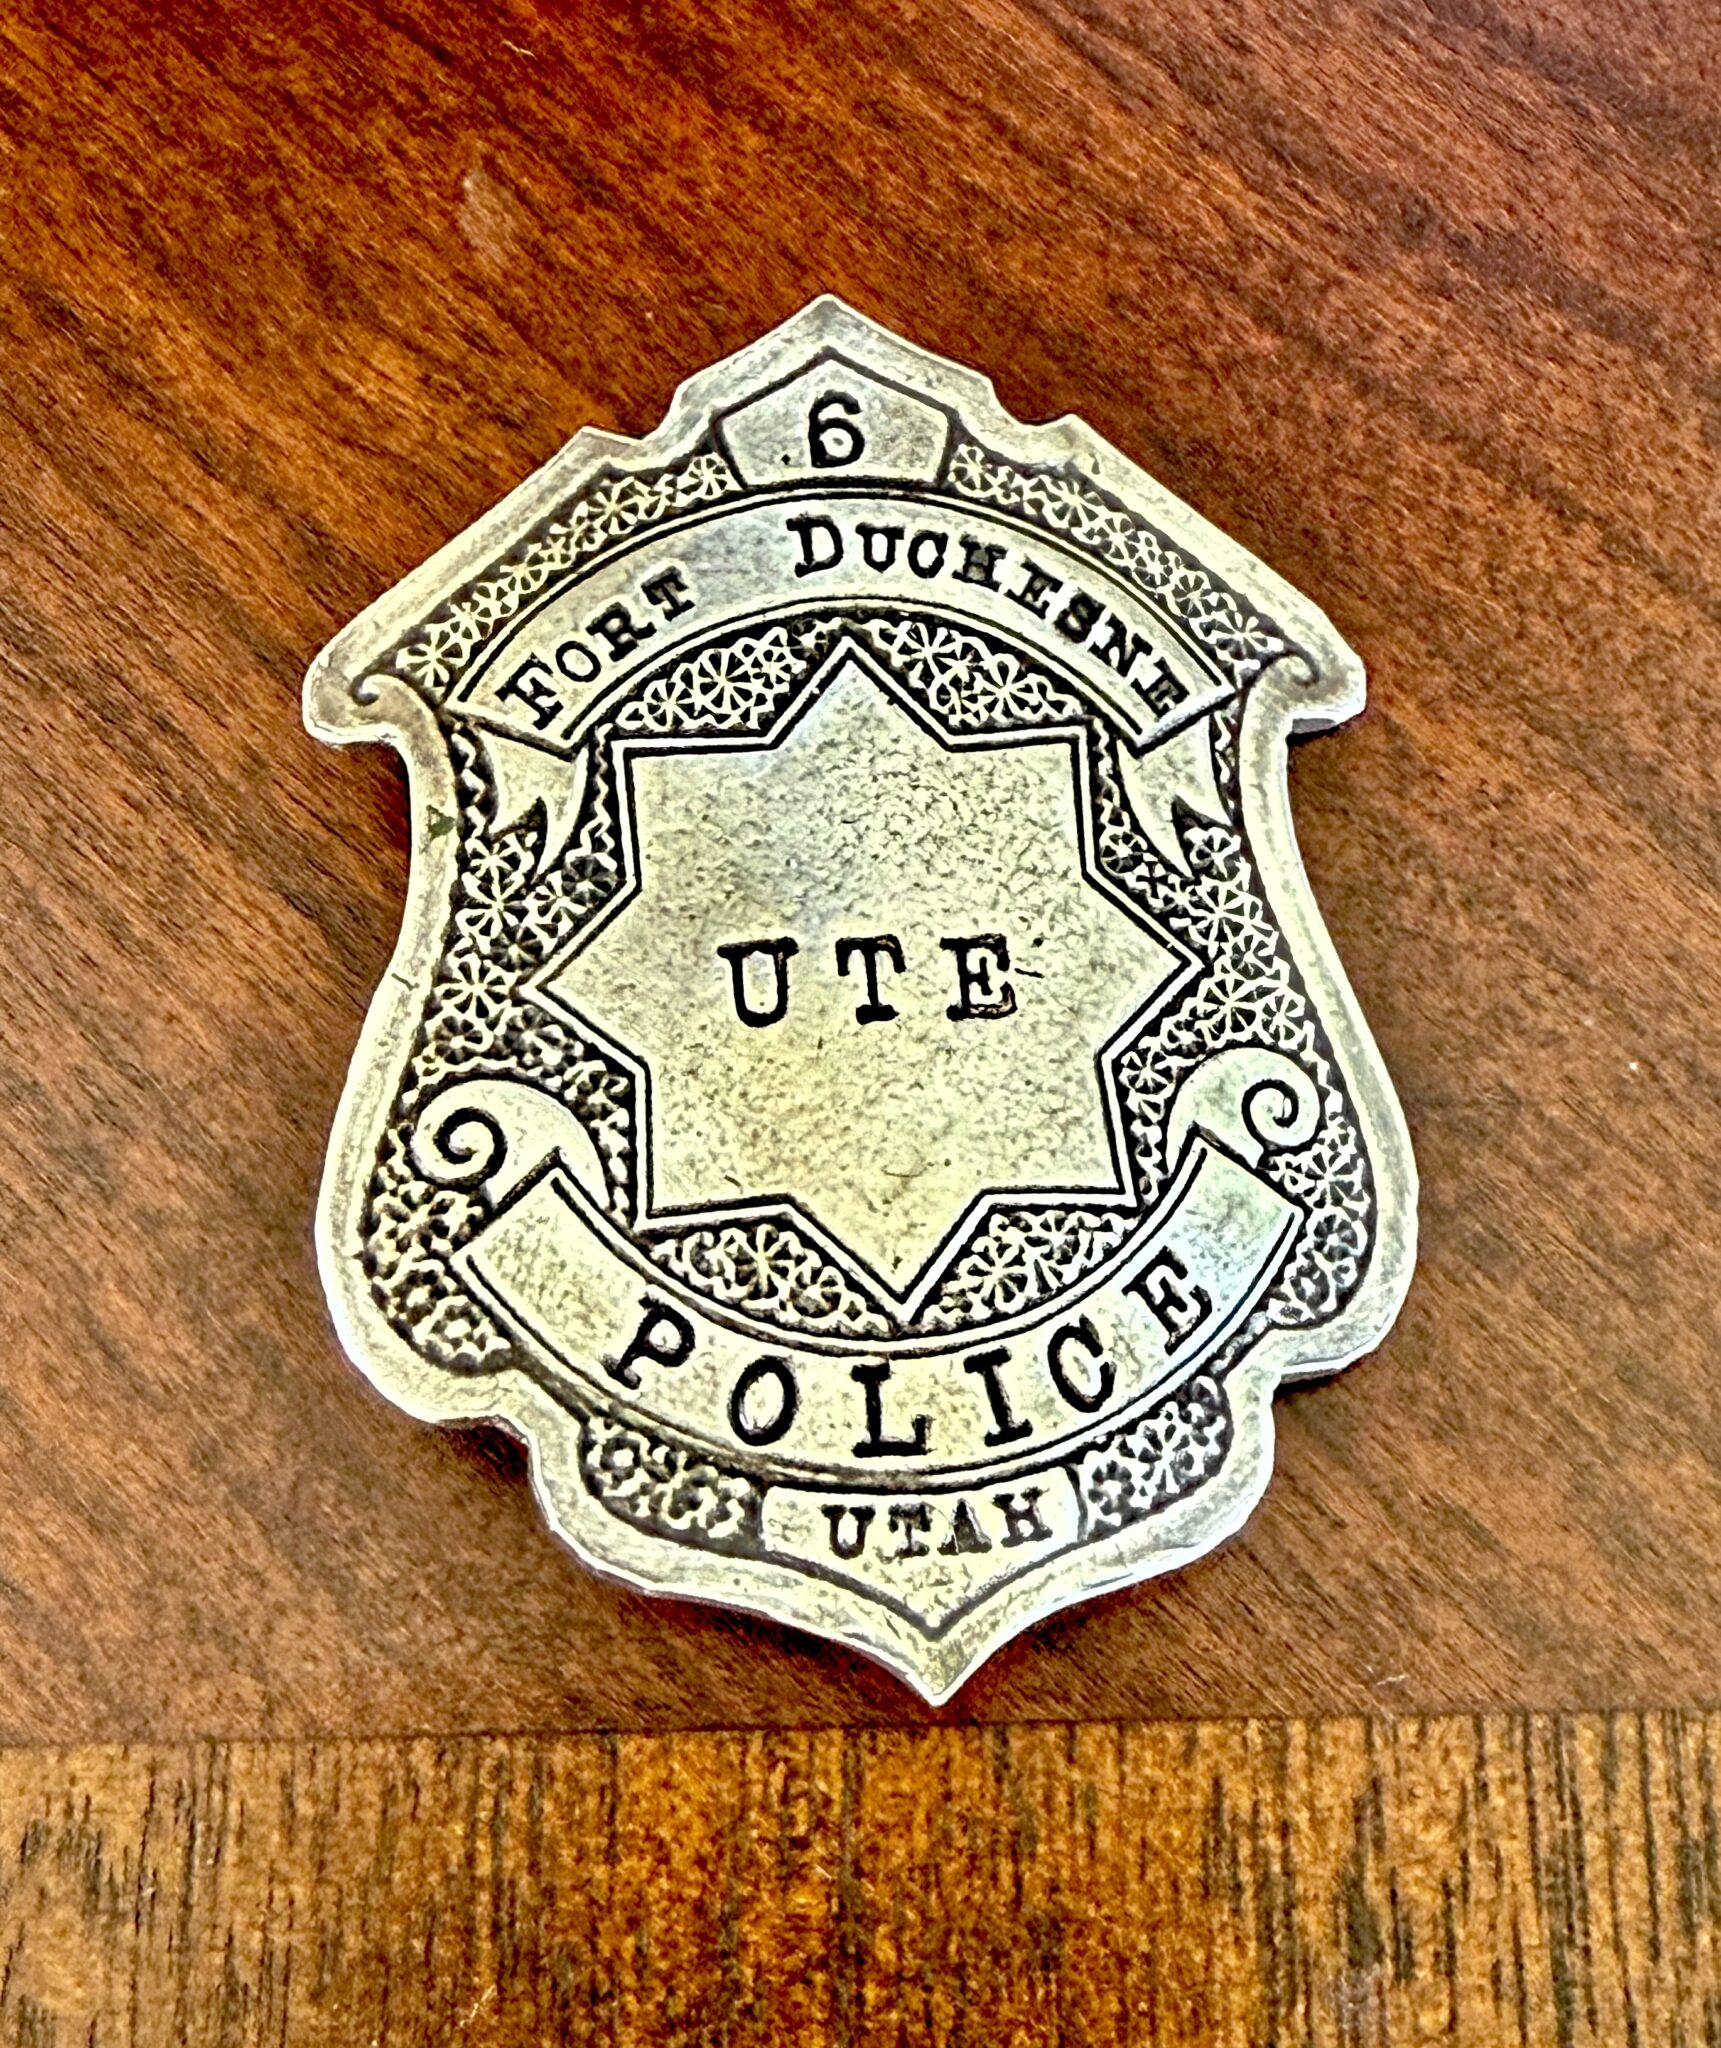 6
FORT DUCHESNE
UTE
POLICE
UTAH